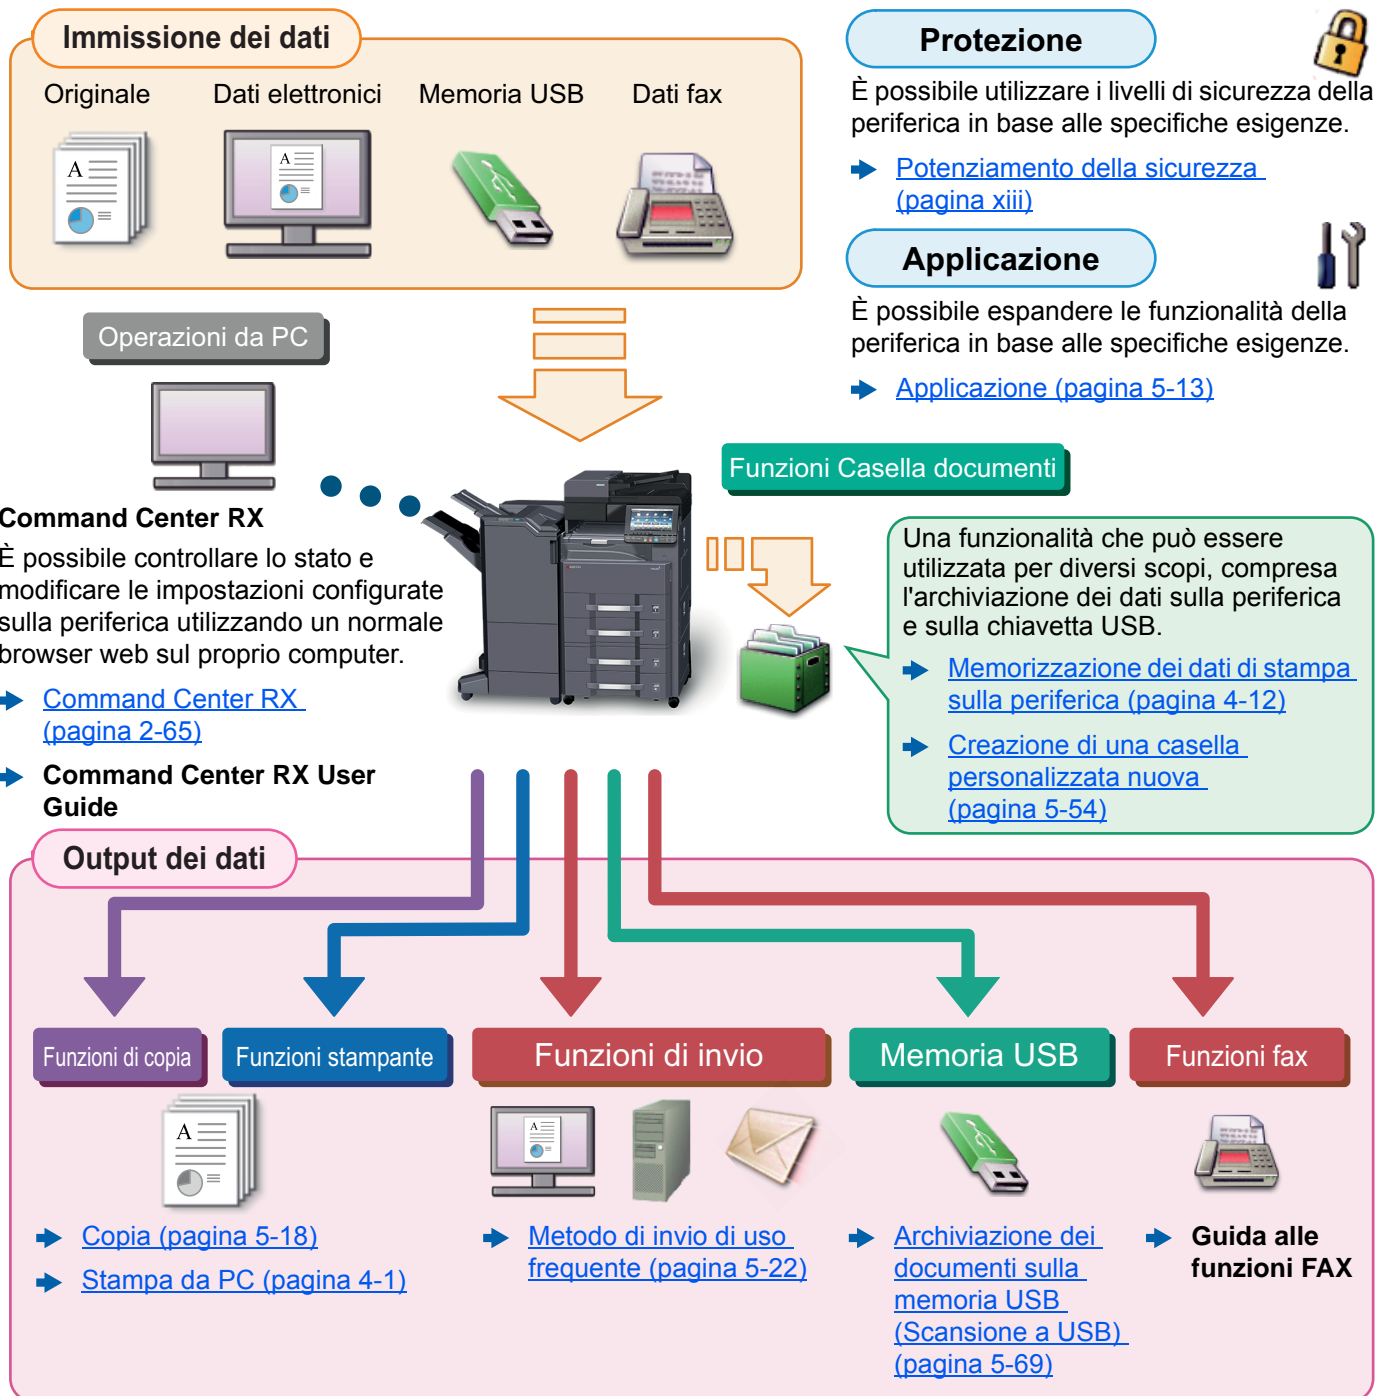 Immissione dei dati
Originale
Dati elettronici
Memoria USB
Dati fax
Protezione
È possibile utilizzare i livelli di sicurezza della
periferica in base alle specifiche esigenze.
Potenziamento della sicurezza
(pagina xiii)
Applicazione
È possibile espandere le funzionalità della
periferica in base alle specifiche esigenze.
Applicazione (pagina 5-13)
Operazioni da PC
Command Center RX
È possibile controllare lo stato e
modificare le impostazioni configurate
sulla periferica utilizzando un normale
browser web sul proprio computer.
Command Center RX
(pagina 2-65)
Command Center RX User
Guide
Funzioni Casella documenti
Una funzionalità che può essere
utilizzata per diversi scopi, compresa
l'archiviazione dei dati sulla periferica
e sulla chiavetta USB.
Memorizzazione dei dati di stampa
sulla periferica (pagina 4-12)
Creazione di una casella
personalizzata nuova
(pagina 5-54)
Output dei dati
Funzioni di copia
Funzioni stampante
Funzioni di invio
Memoria USB
Funzioni fax
Copia (pagina 5-18)
Stampa da PC (pagina 4-1)
Metodo di invio di uso
frequente (pagina 5-22)
Archiviazione dei
documenti sulla
memoria USB
(Scansione a USB)
(pagina 5-69)
Guida alle
funzioni FAX
A
A
A
A